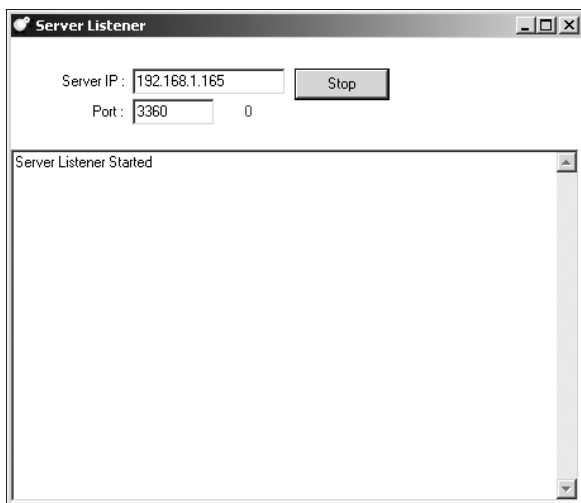 Server Listener
Server IP : 192.168.1.165 Stop
Port : 3360 0
Server Listener Started